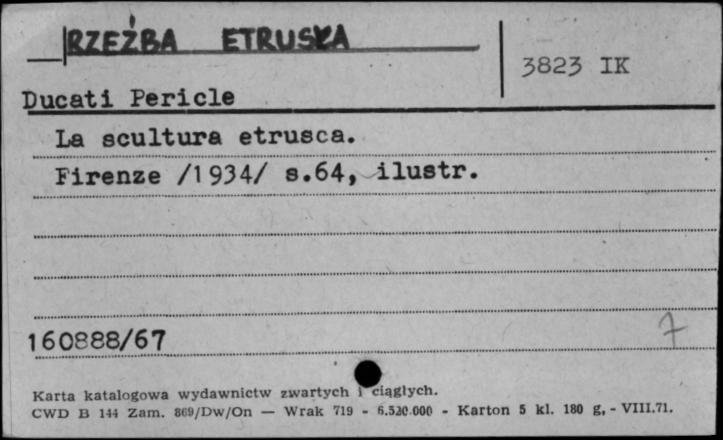 RZEŹBA ETRUSKA
3823 IK
Ducati Pericle
La scultura etrusca.
Firenze /1934/ s.64, ilustr.
160888/67
7
Karta katalogowa wydawnictw zwartych i ciągłych.
CWD B 144 Zam. 869/Dw/On — Wrak 719 - 6.520.000 - Karton 5 kl. 180 g, - VIII.71.